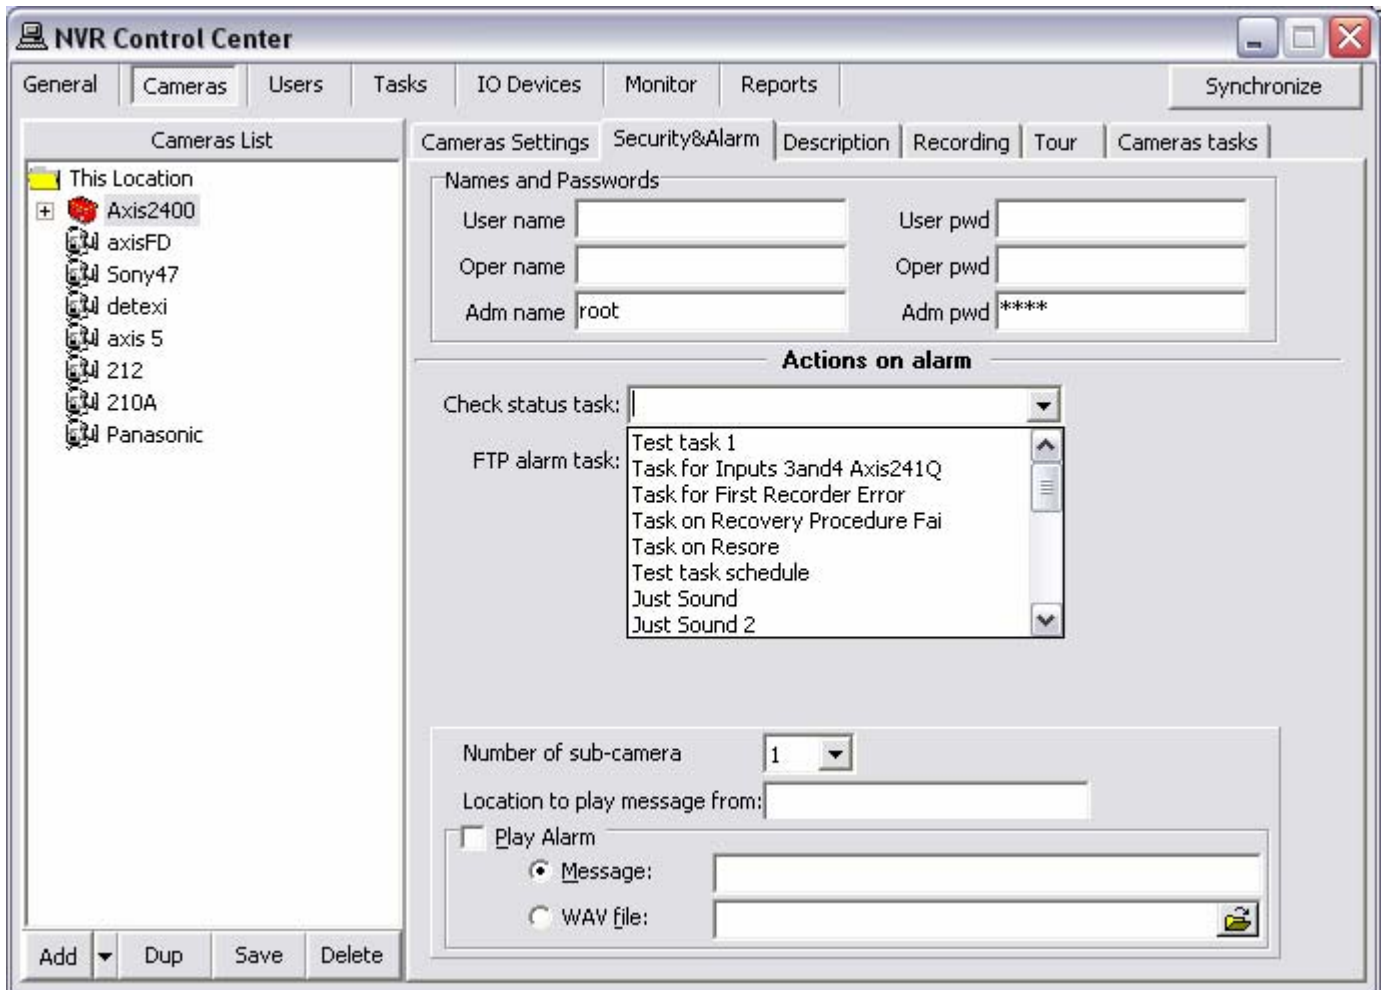 NVR Control Center
General Cameras Users Tasks IO Devices Monitor Reports Synchronize
Cameras List
This Location
Axis2400
axisFD
Sony47
detexi
axis 5
212
210A
Panasonic
Add Dup Save Delete
Cameras Settings Security&Alarm Description Recording Tour Cameras tasks
Names and Passwords
User name User pwd
Oper name Oper pwd
Adm name root Adm pwd ****
Actions on alarm
Check status task:
FTP alarm task:
Test task 1
Task for Inputs 3and4 Axis241Q
Task for First Recorder Error
Task on Recovery Procedure Fai
Task on Resore
Test task schedule
Just Sound
Just Sound 2
Number of sub-camera 1
Location to play message from:
Play Alarm
Message:
WAV file: